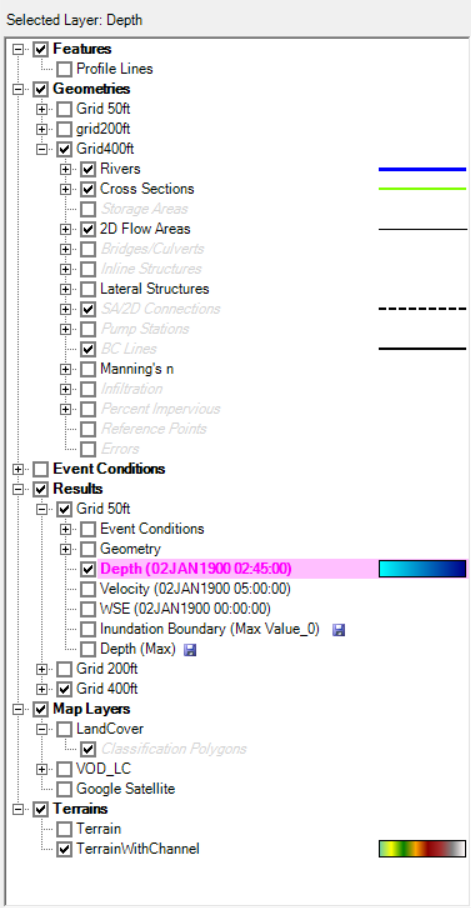 Selected Layer: Depth
Features
Profile Lines
Geometries
Grid 50ft
grid200ft
Grid400ft
Rivers
Cross Sections
Storage Areas
2D Flow Areas
Bridges/Culverts
Inline Structures
Lateral Structures
SA/2D Connections
Pump Stations
BC Lines
Manning's n
Infiltration
Percent Impervious
Reference Points
Errors
Event Conditions
Results
Grid 50ft
Event Conditions
Geometry
Depth (02JAN1900 02:45:00)
Velocity (02JAN1900 05:00:00)
WSE (02JAN1900 00:00:00)
Inundation Boundary (Max Value_0)
Depth (Max)
Grid 200ft
Grid 400ft
Map Layers
LandCover
Classification Polygons
VOD_LC
Google Satellite
Terrains
Terrain
TerrainWithChannel